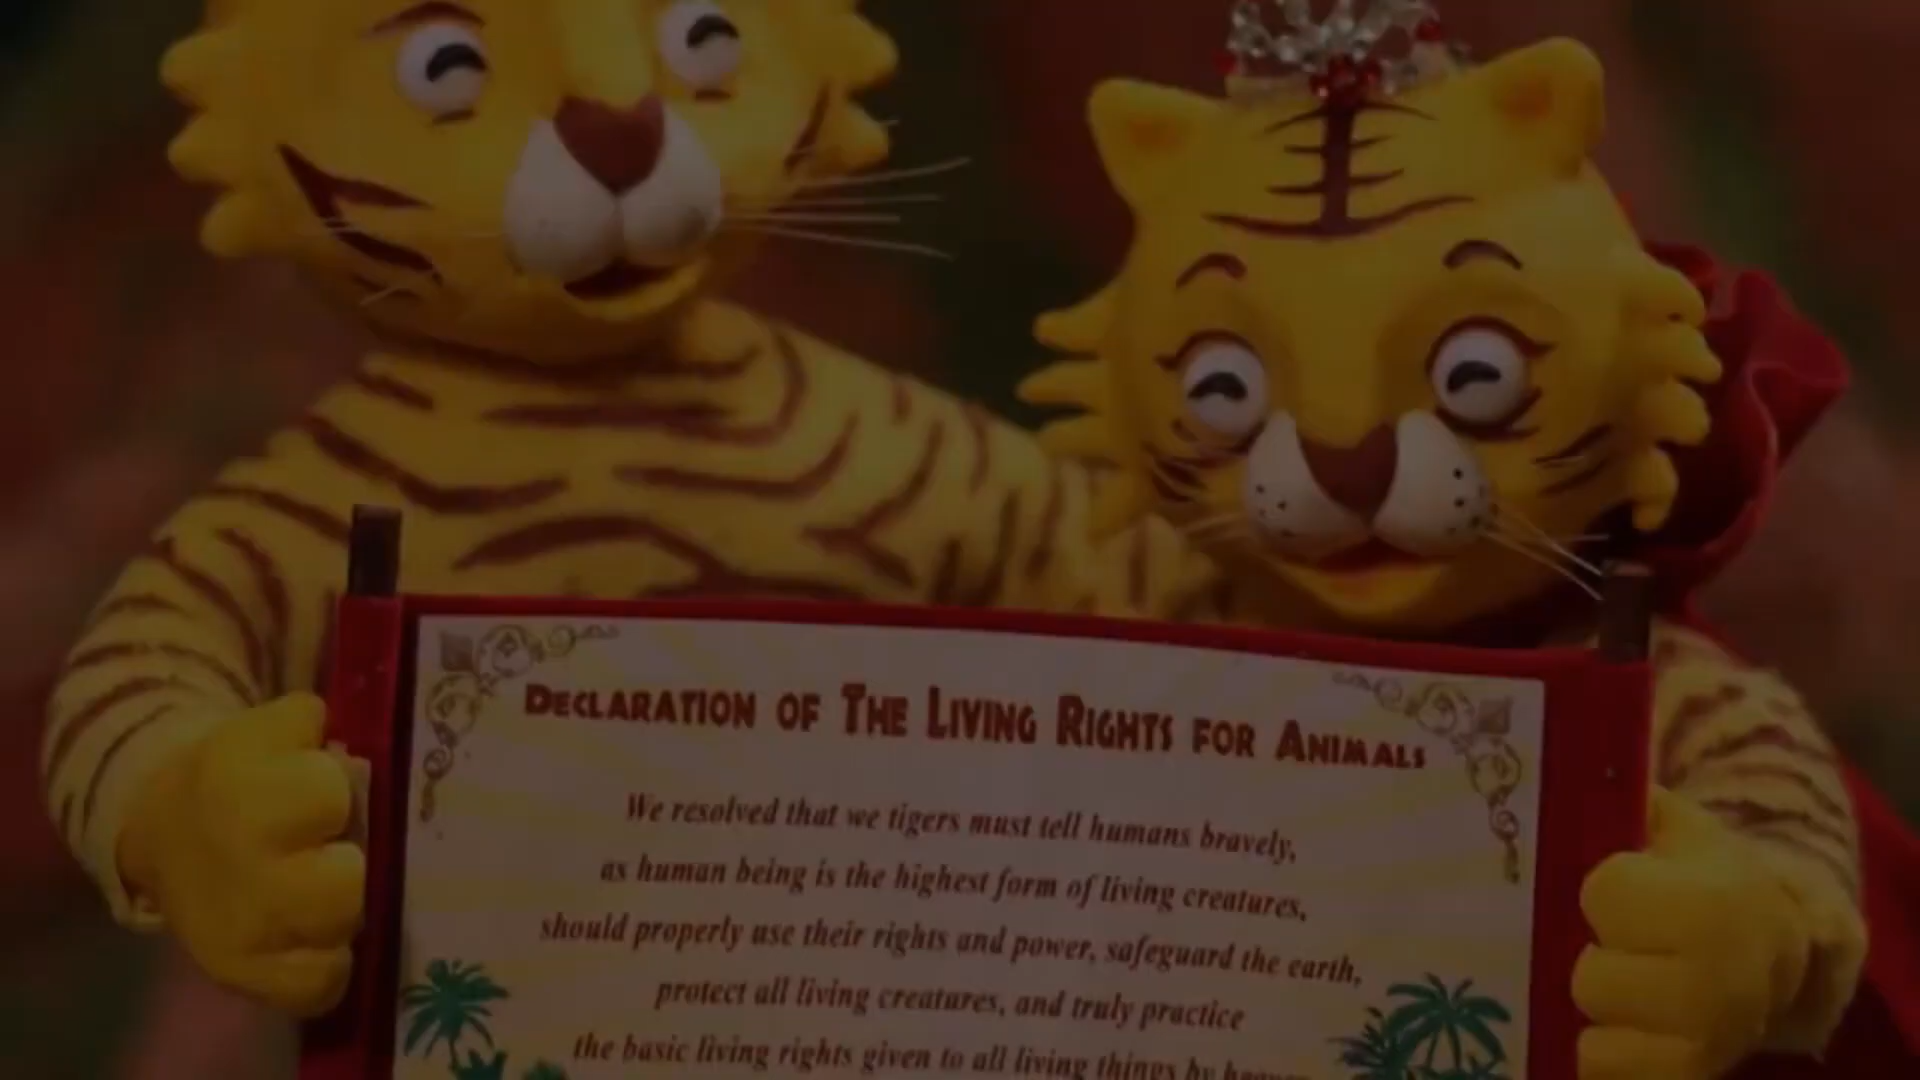 DECLARATION OF THE LIVING RIGHTS FOR ANIMALS
We resolved that we tigers must tell humans bravely,
as human being is the highest form of living creatures,
should properly use their rights and power, safeguard the earth,
protect all living creatures, and truly practice
the basic living rights given to all living things by